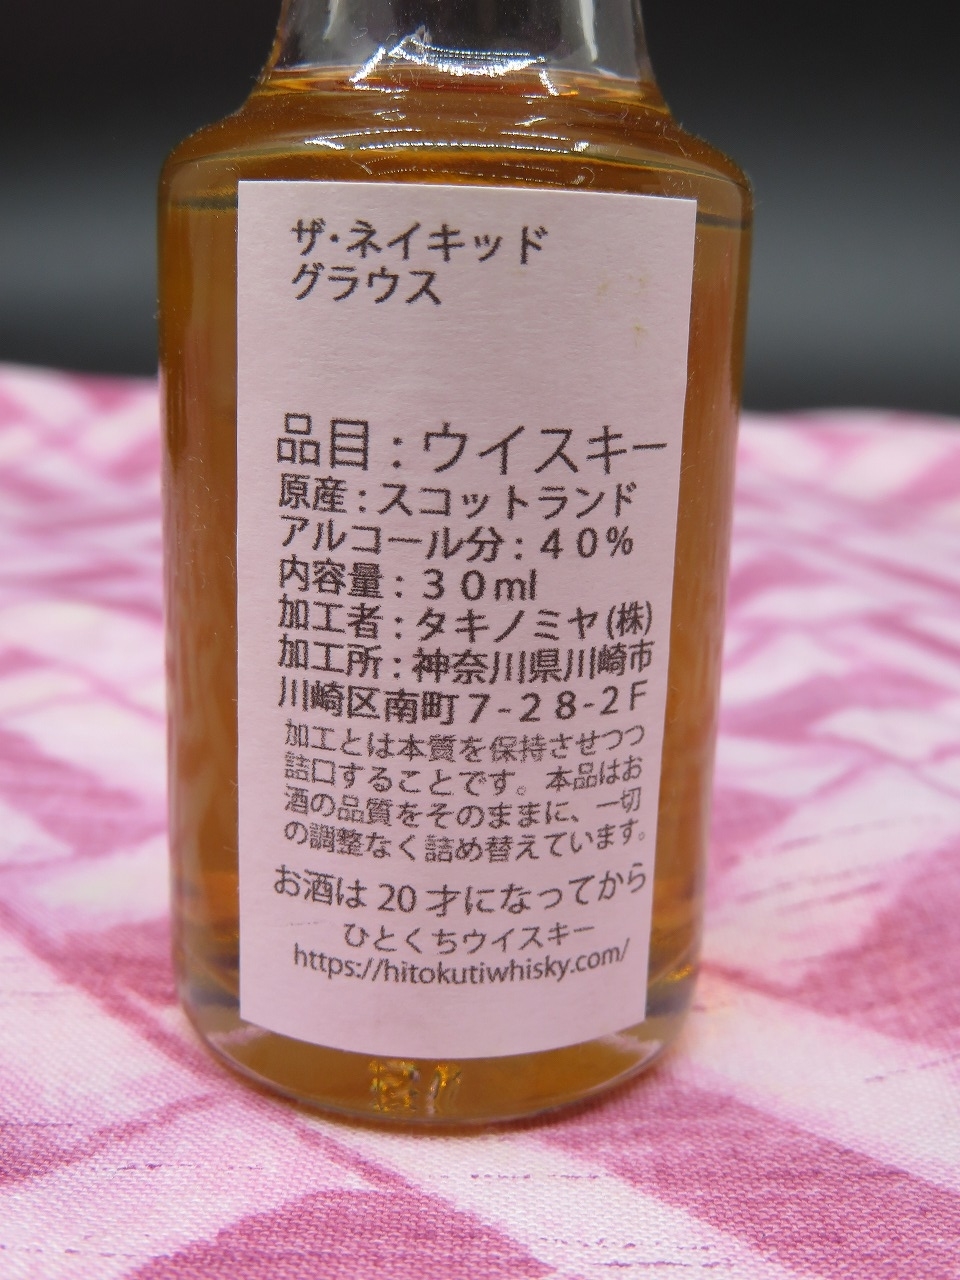 ザ・ネイキッド
グラウス
品目：ウイスキー
原産：スコットランド
アルコール分：４０％
内容量：３０ml
加工者：タキノミヤ(株)
加工所：神奈川県川崎市
川崎区南町７-２８-２F
加工とは本質を保持させつつ
詰口することです。本品はお
酒の品質をそのままに、一切
の調整なく詰め替えています。
お酒は 20 才になってから
ひとくちウイスキー
https://hitokutiwhisky.com/